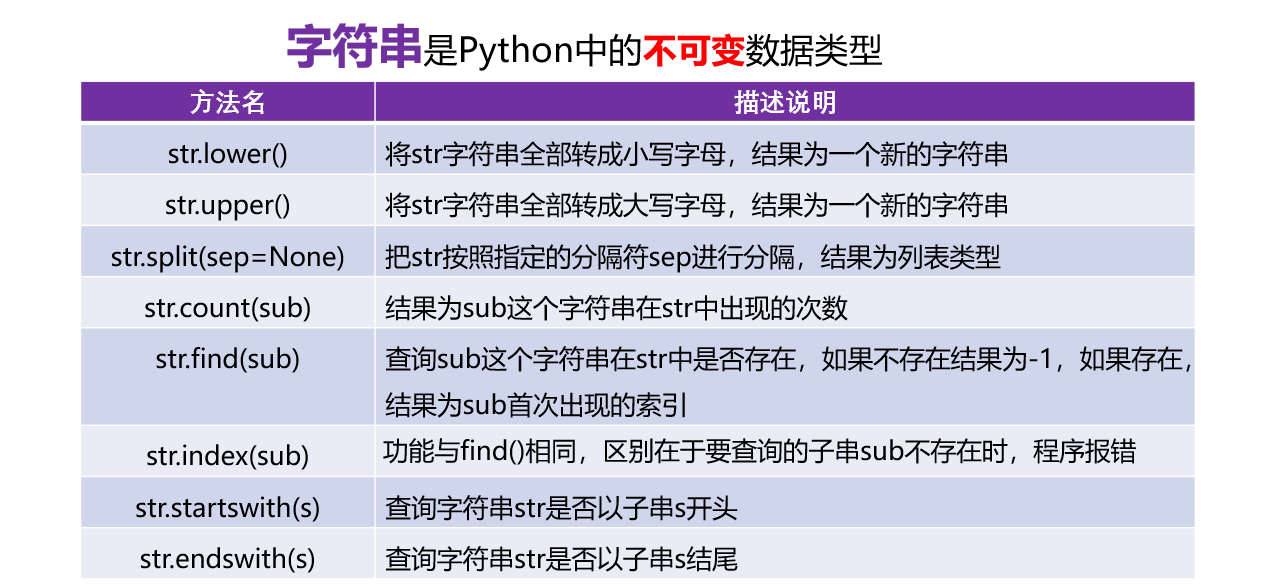 字符串是Python中的不可变数据类型
方法名 描述说明
str.lower() 将str字符串全部转成小写字母，结果为一个新的字符串
str.upper() 将str字符串全部转成大写字母，结果为一个新的字符串
str.split(sep=None) 把str按照指定的分隔符sep进行分隔，结果为列表类型
str.count(sub) 结果为sub这个字符串在str中出现的次数
str.find(sub) 查询sub这个字符串在str中是否存在，如果不存在结果为-1，如果存在，
结果为sub首次出现的索引
str.index(sub) 功能与find()相同，区别在于要查询的子串sub不存在时，程序报错
str.startswith(s) 查询字符串str是否以子串s开头
str.endswith(s) 查询字符串str是否以子串s结尾